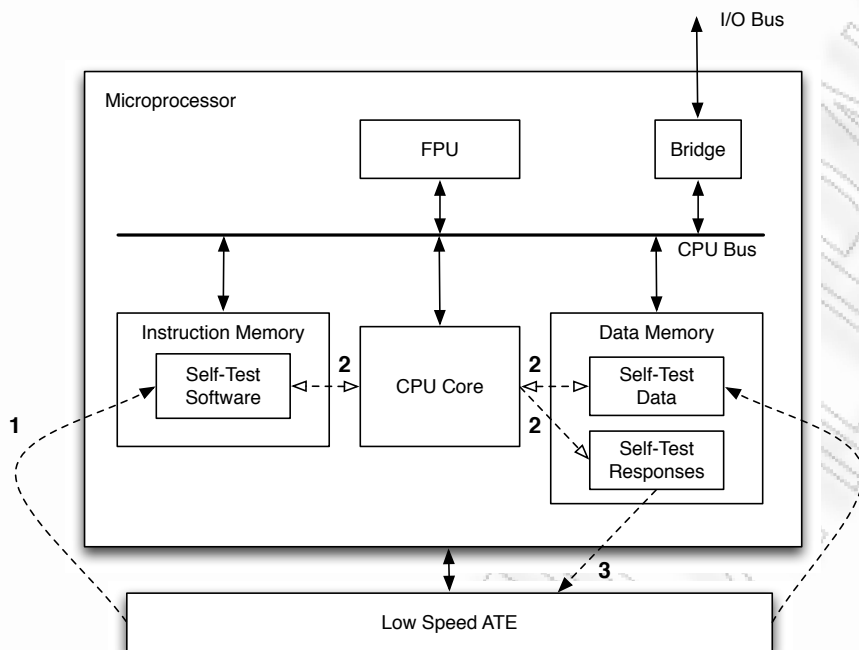 I/O Bus
Microprocessor
FPU
Bridge
CPU Bus
Instruction Memory
Data Memory
Self-Test
Software
2
CPU Core
2
Self-Test
Data
1
2
Self-Test
Responses
3
Low Speed ATE